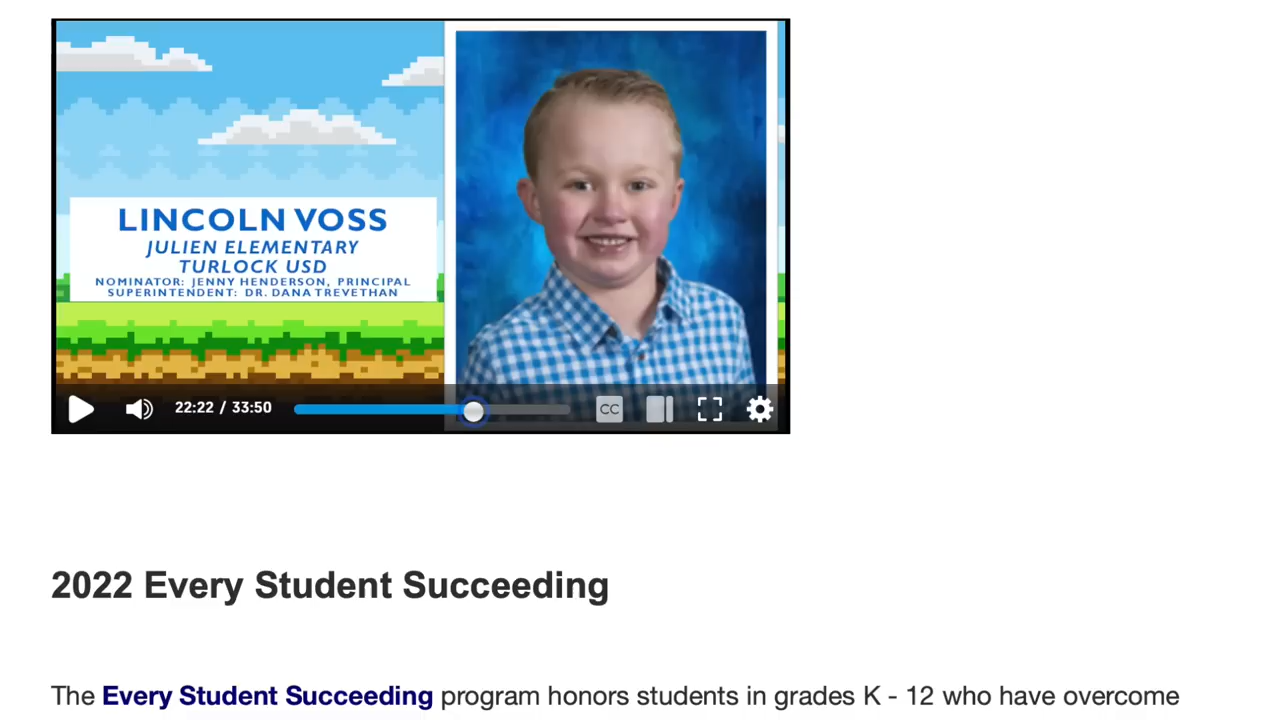 LINCOLN VOSS
JULIEN ELEMENTARY
TURLOCK USD
NOMINATOR: JENNY HENDERSON, PRINCIPAL
SUPERINTENDENT: DR. DANA TREVETHAN
22:22 / 33:50
CC
2022 Every Student Succeeding
The Every Student Succeeding program honors students in grades K - 12 who have overcome